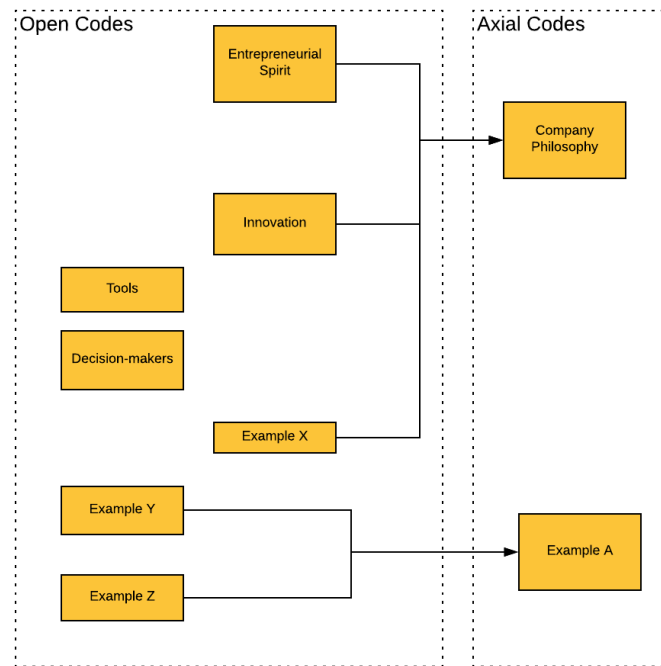 Open Codes
Axial Codes
Entrepreneurial
Spirit
Company
Philosophy
Innovation
Tools
Decision-makers
Example X
Example Y
Example A
Example Z